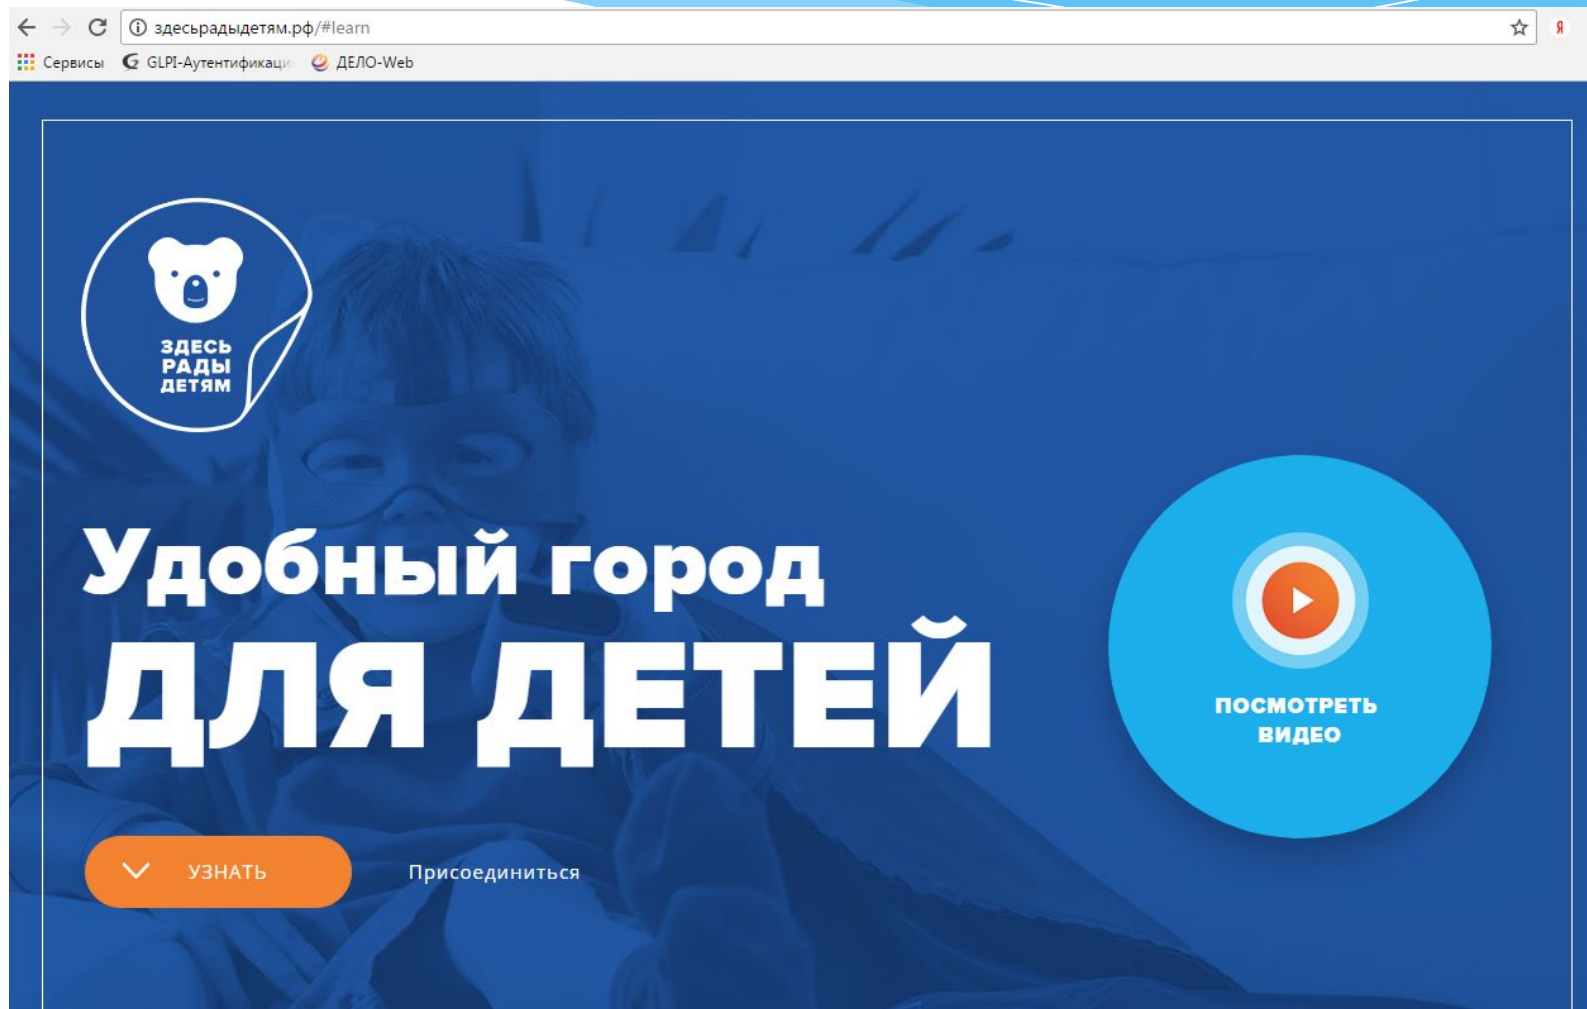 здесьрадыдетям.рф/#learn
Я
Сервисы GLPI-Аутентификаци ДЕЛО-Web
ЗДЕСЬ
РАДЫ
ДЕТЯМ
Удобный город
ДЛЯ ДЕТЕЙ
ПОСМОТРЕТЬ
ВИДЕО
УЗНАТЬ Присоединиться